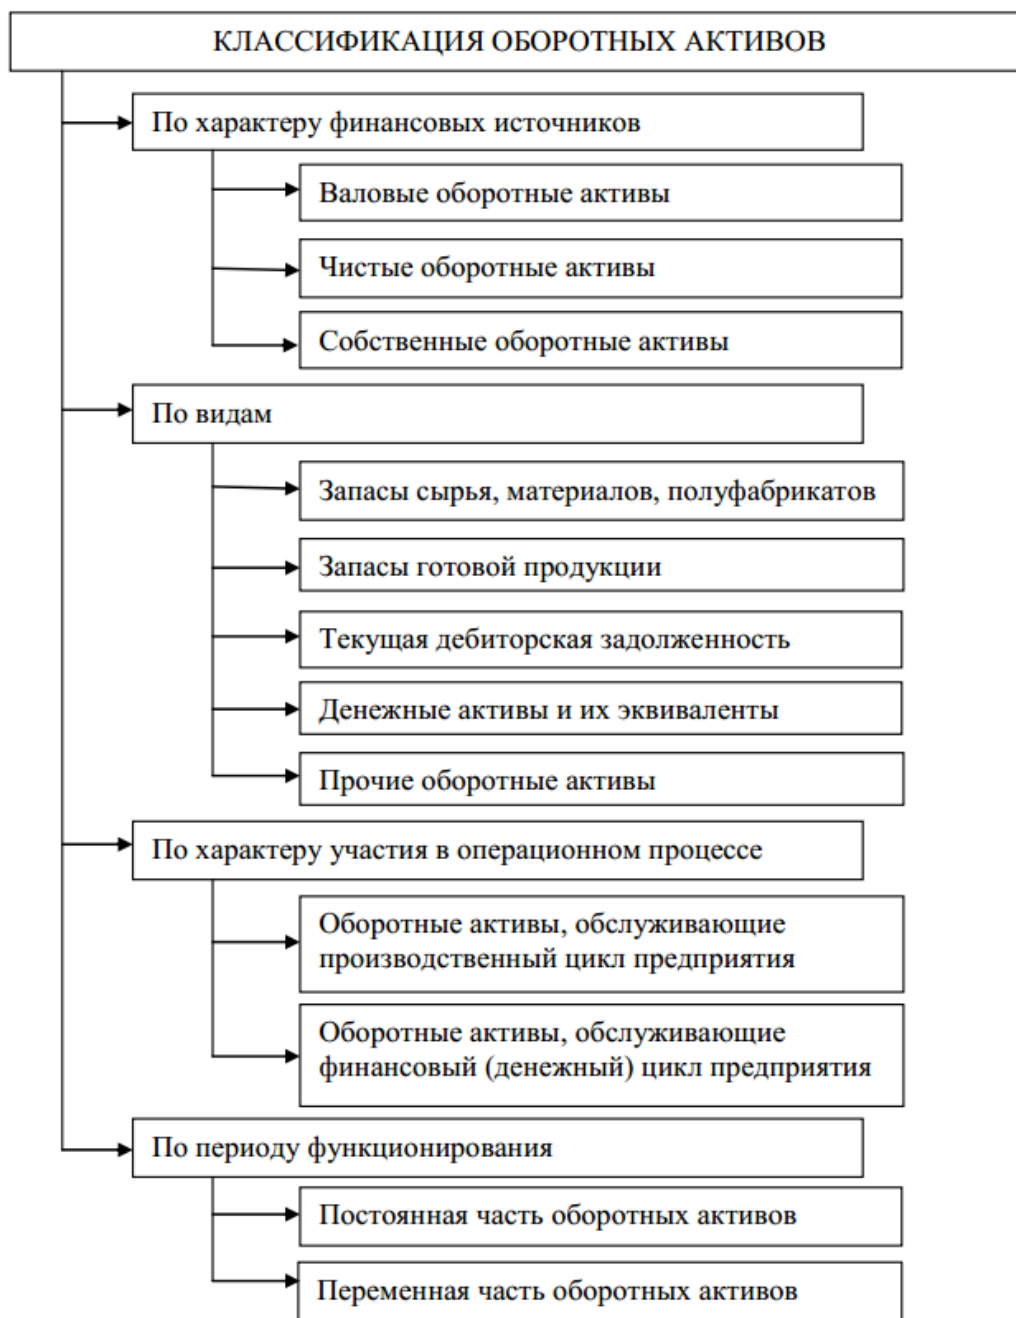 КЛАССИФИКАЦИЯ ОБОРОТНЫХ АКТИВОВ
По характеру финансовых источников
Валовые оборотные активы
Чистые оборотные активы
Собственные оборотные активы
По видам
Запасы сырья, материалов, полуфабрикатов
Запасы готовой продукции
Текущая дебиторская задолженность
Денежные активы и их эквиваленты
Прочие оборотные активы
По характеру участия в операционном процессе
Оборотные активы, обслуживающие
производственный цикл предприятия
Оборотные активы, обслуживающие
финансовый (денежный) цикл предприятия
По периоду функционирования
Постоянная часть оборотных активов
Переменная часть оборотных активов